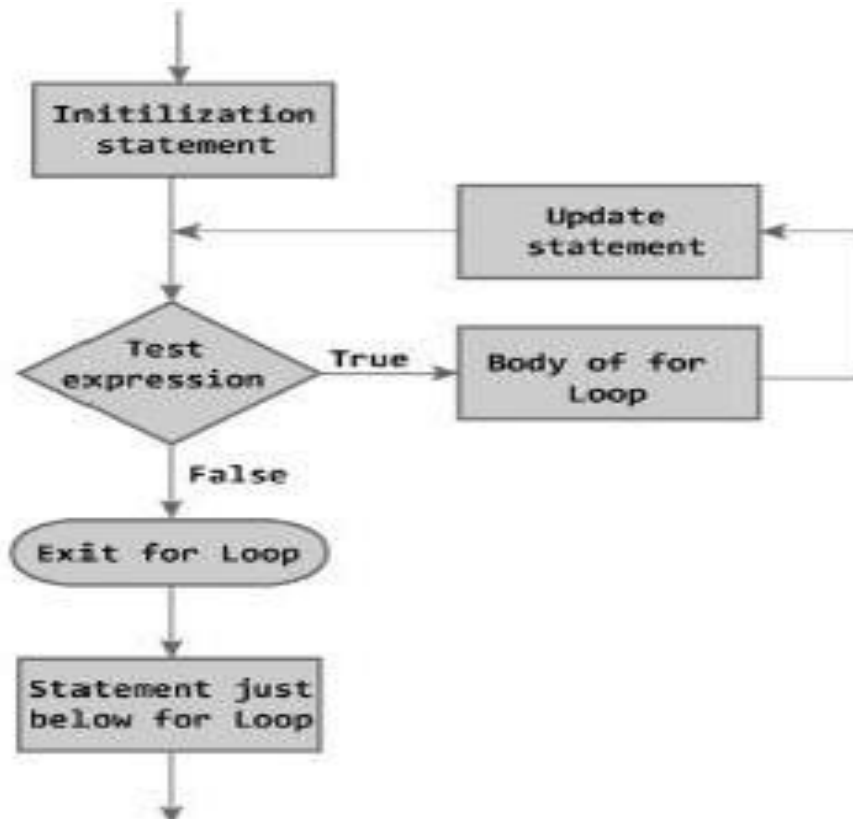 Initilization
statement
Update
statement
Test
expression
True
Body of for
Loop
False
Exit for Loop
Statement just
below for Loop